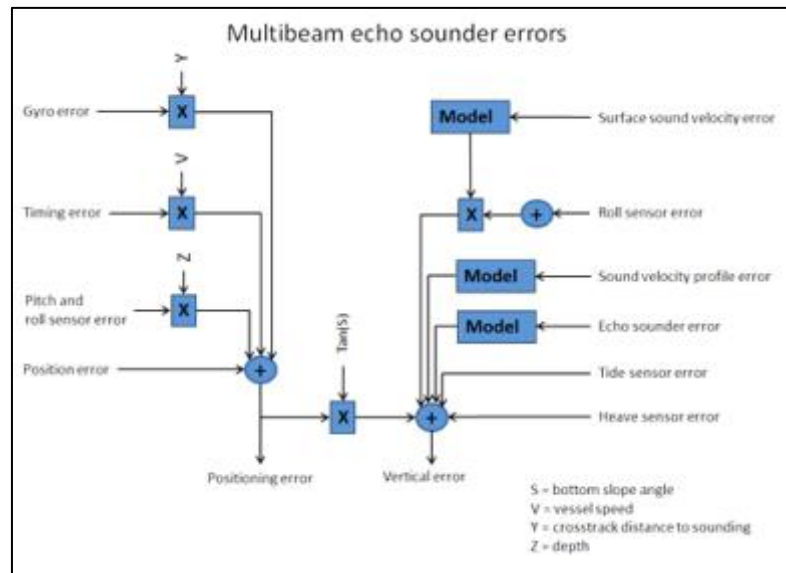 Multibeam echo sounder errors
Y
Gyro error
X
Model
Surface sound velocity error
V
Timing error
X
X
+
Roll sensor error
Z
Model
Sound velocity profile error
Pitch and
roll sensor error
X
Tan(S)
Model
Echo sounder error
Position error
+
Tide sensor error
X
+
Heave sensor error
Positioning error
Vertical error
S = bottom slope angle
V = vessel speed
Y = crosstrack distance to sounding
Z = depth